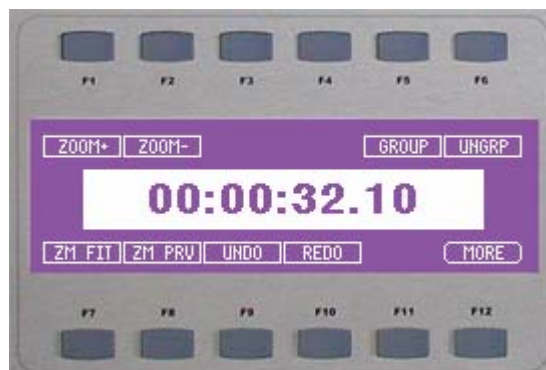 F1 F2 F3 F4 F5 F6
ZOOM+ ZOOM- GROUP UNGRP
00:00:32.10
ZM FIT ZM PRV UNDO REDO MORE
F7 F8 F9 F10 F11 F12